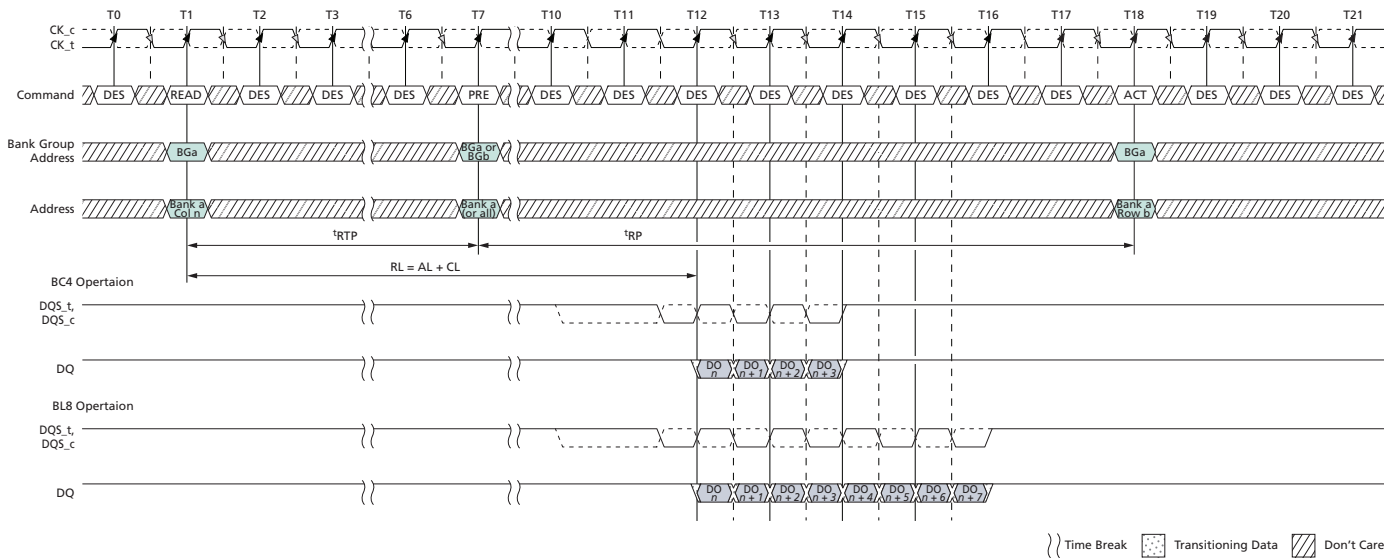 T0 T1 T2 T3 T6 T7 T10 T11 T12 T13 T14 T15 T16 T17 T18 T19 T20 T21
CK_c
CK_t
Command DES READ DES DES DES PRE DES DES DES DES DES DES DES DES ACT DES DES DES
Bank Group
Address
BGa
BGa or
BGb
BGa
Address
Bank a
Col n
Bank a
(or all)
Bank a
Row b
tRTP tRP
RL = AL + CL
BC4 Opertaion
DQS_t,
DQS_c
DQ
DO
n
DO
n + 1
DO
n + 2
DO
n + 3
BL8 Opertaion
DQS_t,
DQS_c
DQ
DO
n
DO
n + 1
DO
n + 2
DO
n + 3
DO
n + 4
DO
n + 5
DO
n + 6
DO
n + 7
Time Break Transitioning Data Don't Care